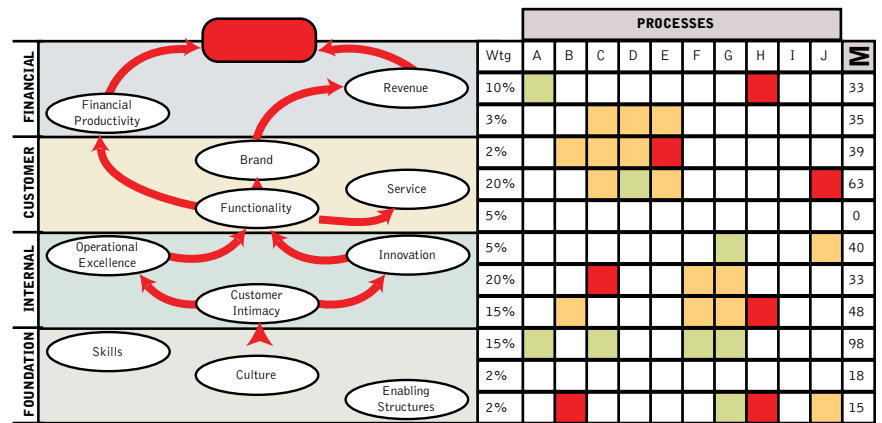 PROCESSES
Wtg A B C D E F G H I J M
FINANCIAL
Revenue
Financial
Productivity
10% 33
3% 35
CUSTOMER
Brand
Service
Functionality
2% 39
20% 63
5% 0
INTERNAL
Operational
Excellence
Innovation
Customer
Intimacy
5% 40
20% 33
15% 48
FOUNDATION
Skills
Culture
Enabling
Structures
15% 98
2% 18
2% 15